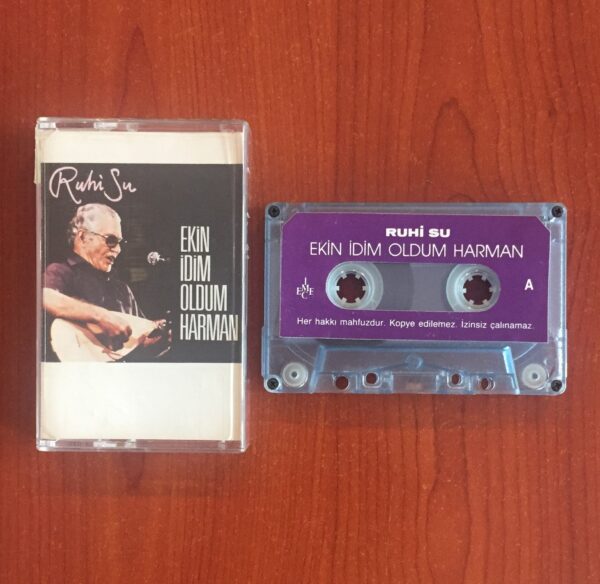 Ruhi Su
EKİN
İDİM
OLDUM
HARMAN
RUHİ SU
EKİN İDİM OLDUM HARMAN
A
Her hakkı mahfuzdur. Kopye edilemez. İzinsiz çalınamaz.